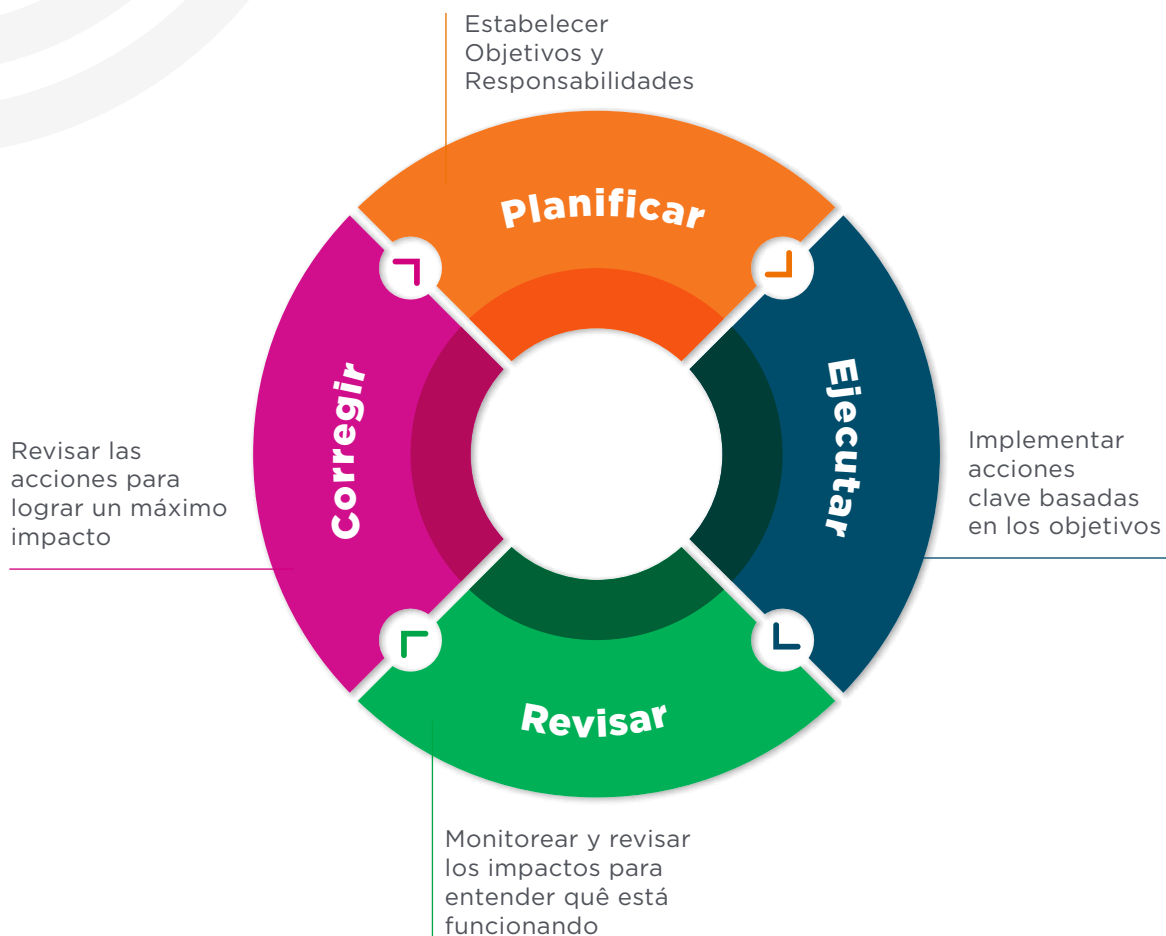 Estabelecer
Objetivos y
Responsabilidades
Planificar
Ejecutar
Implementar
acciones
clave basadas
en los objetivos
Revisar
Monitorear y revisar
los impactos para
entender quê está
funcionando
Corregir
Revisar las
acciones para
lograr un máximo
impacto